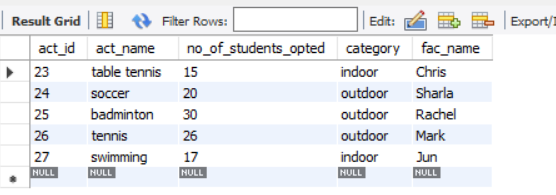 Result Grid Filter Rows: Edit: Export/I
act_id act_name no_of_students_opted category fac_name
23 table tennis 15 indoor Chris
24 soccer 20 outdoor Sharla
25 badminton 30 outdoor Rachel
26 tennis 26 outdoor Mark
27 swimming 17 indoor Jun
NULL NULL NULL NULL NULL